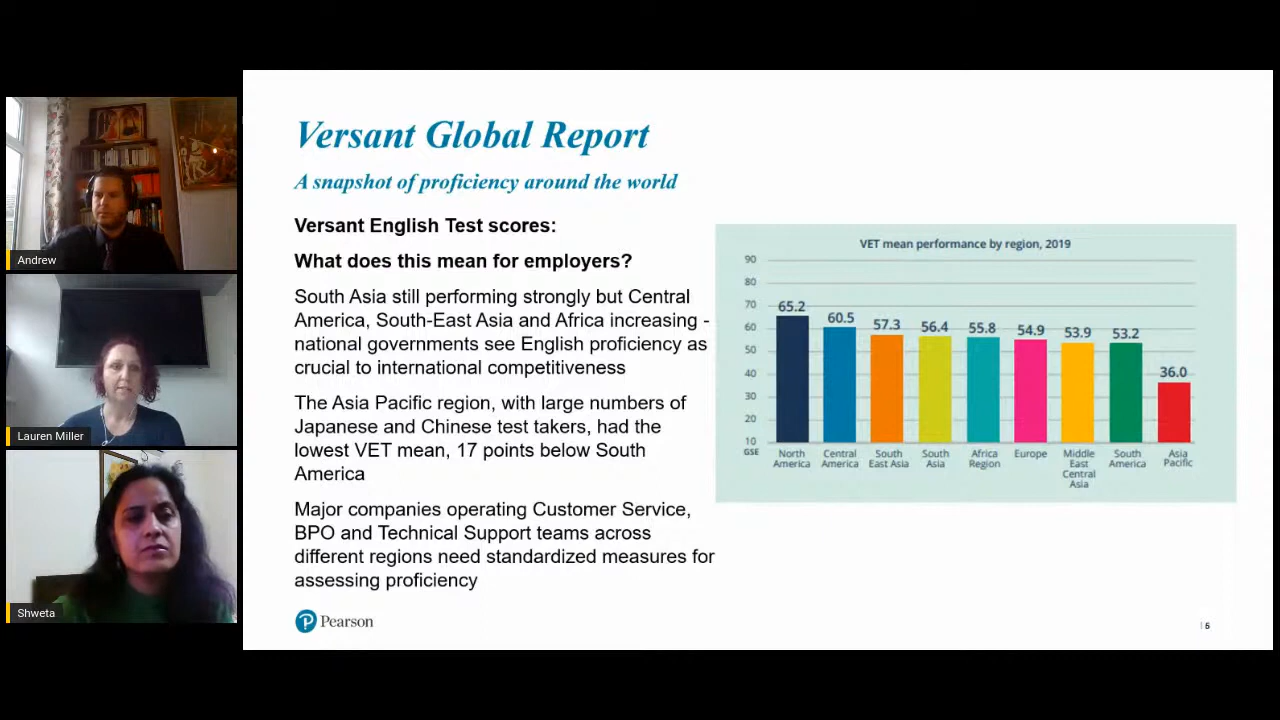 Versant Global Report
A snapshot of proficiency around the world
Versant English Test scores:
What does this mean for employers?
South Asia still performing strongly but Central
America, South-East Asia and Africa increasing -
national governments see English proficiency as
crucial to international competitiveness
The Asia Pacific region, with large numbers of
Japanese and Chinese test takers, had the
lowest VET mean, 17 points below South
America
Major companies operating Customer Service,
BPO and Technical Support teams across
different regions need standardized measures for
assessing proficiency
VET mean performance by region, 2019
90
80
70
60
50
40
30
20
10
GSE
65.2
60.5
57.3
56.4
55.8
54.9
53.9
53.2
36.0
North
America
Central
America
South
East Asia
South
Asia
Africa
Region
Europe
Middle
East
Central
Asia
South
America
Asia
Pacific
P Pearson
| 5
Andrew
Lauren Miller
Shweta